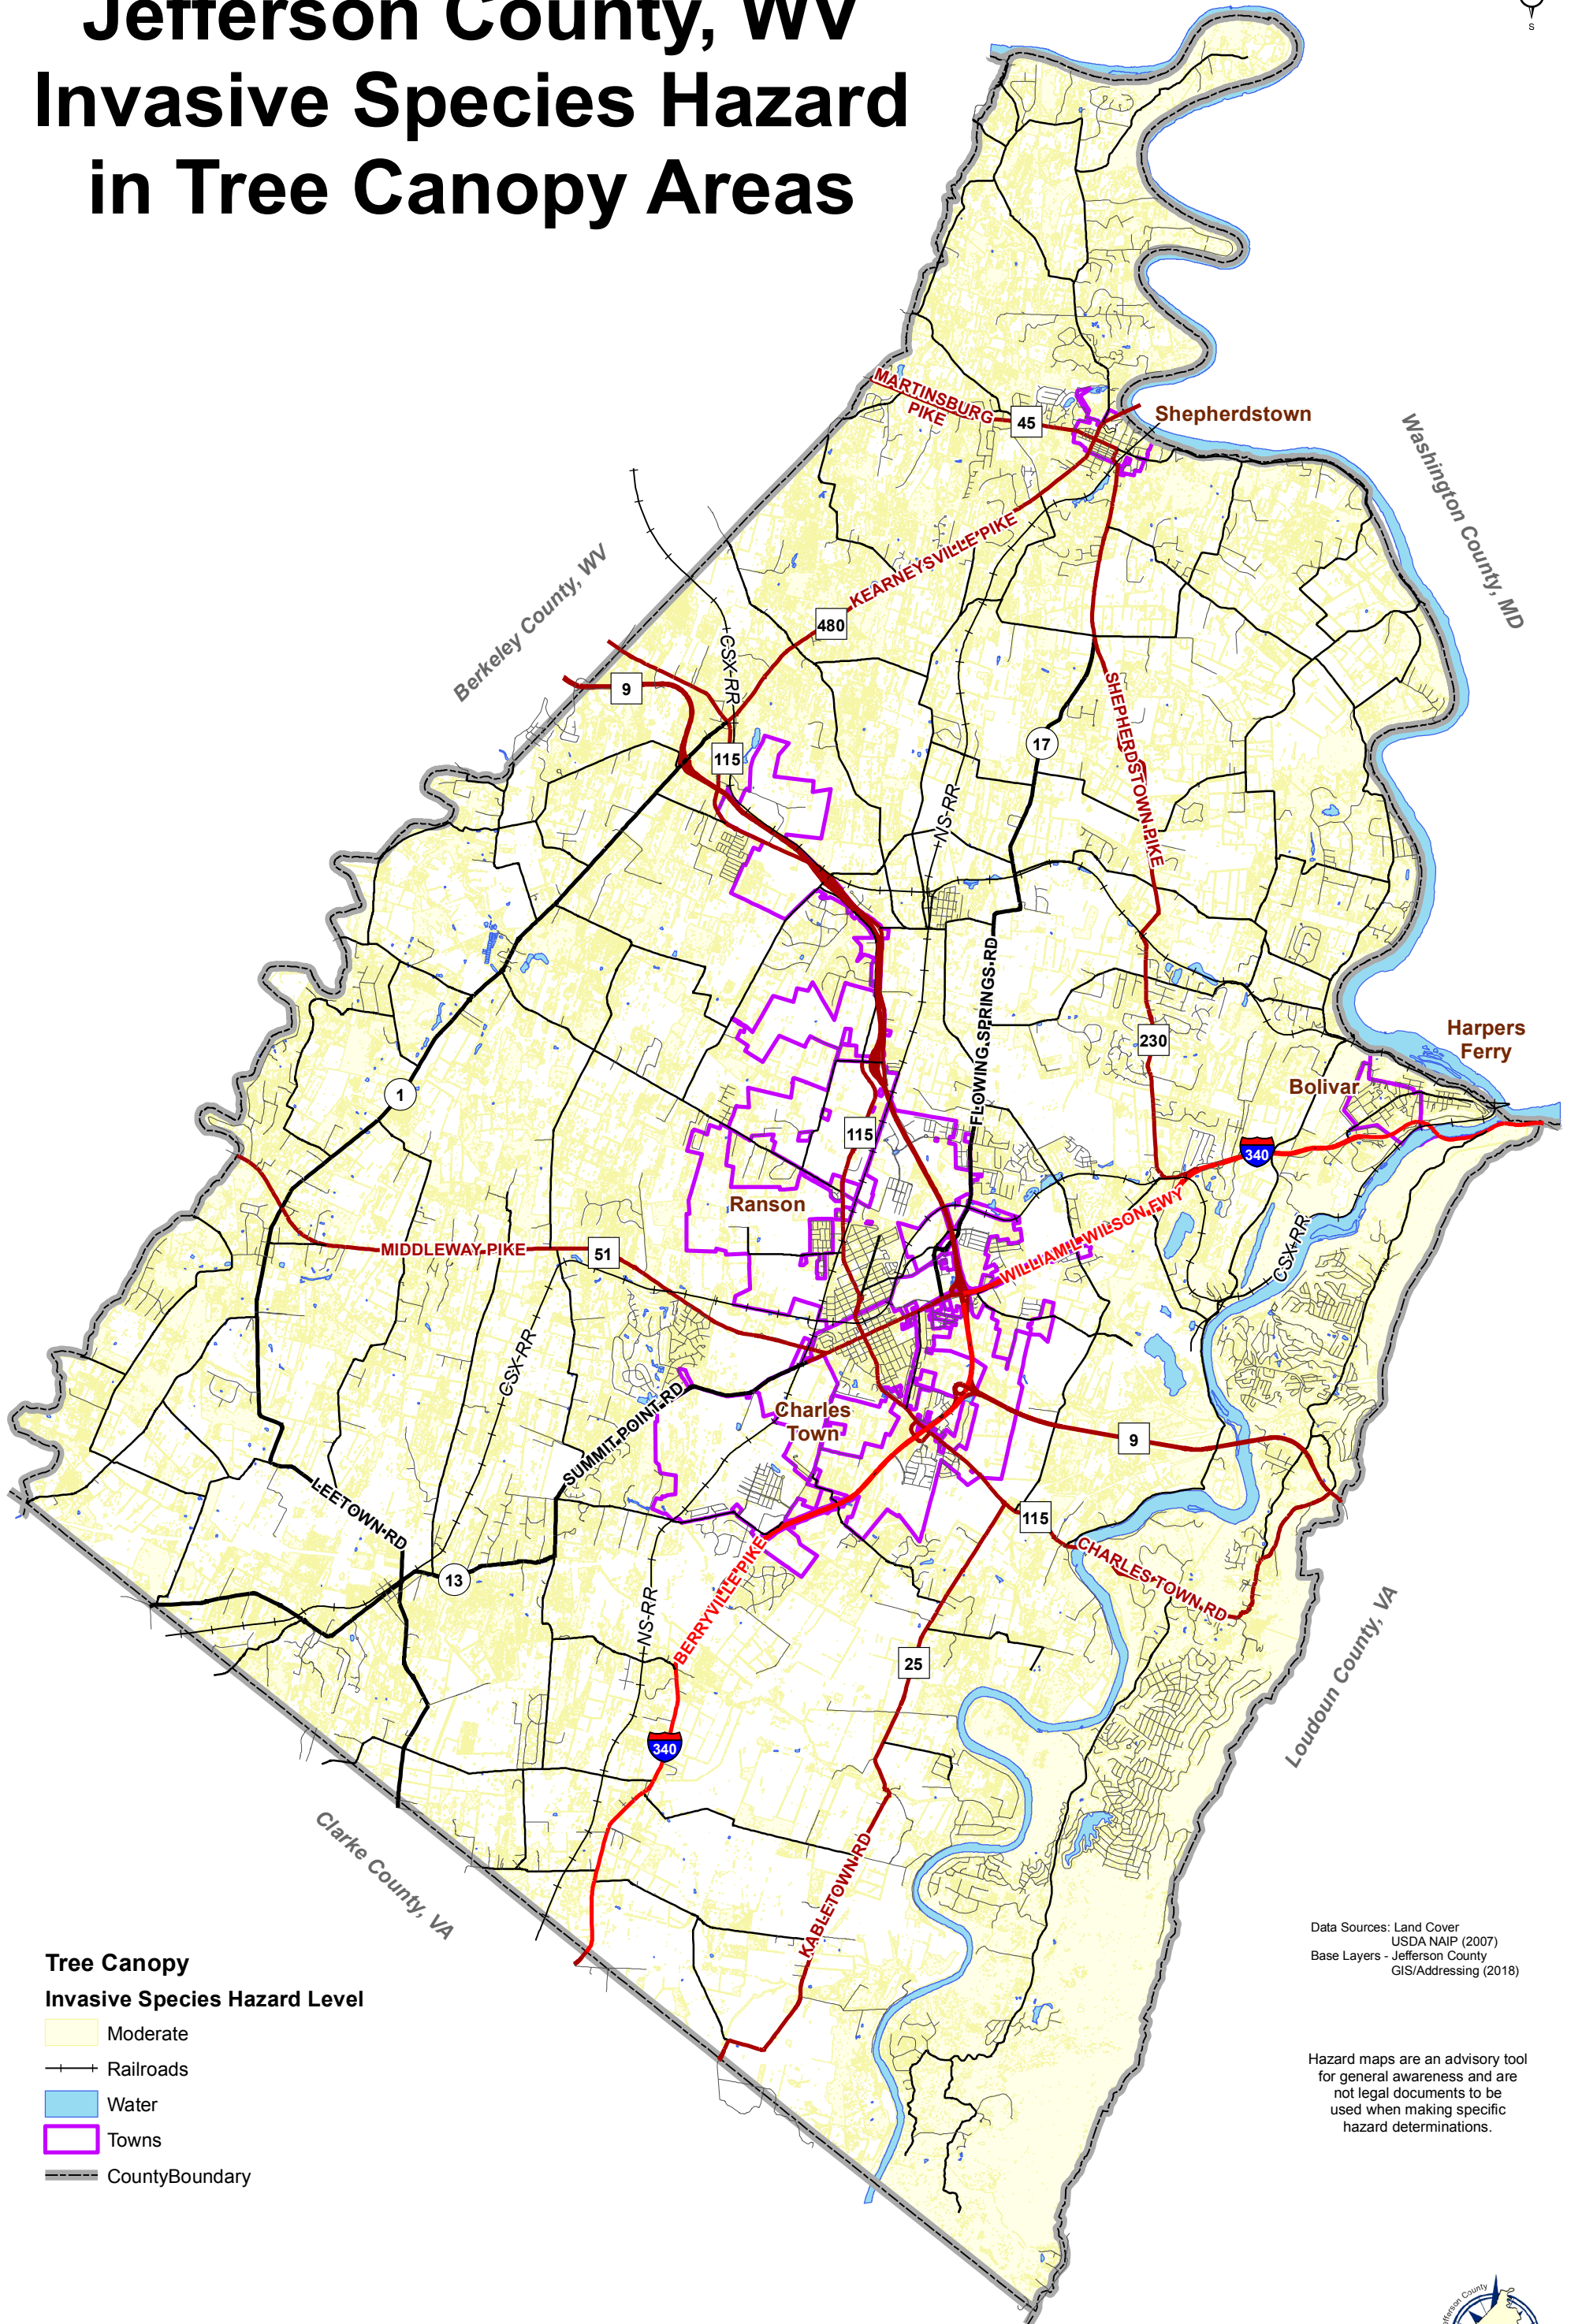 Jefferson County, WV
Invasive Species Hazard
in Tree Canopy Areas
S
MARTINSBURG
PIKE
45
Shepherdstown
Washington County, MD
KEARNEYSVILLE PIKE
480
Berkeley County, WV
CSX-RR
9
115
17
SHEPHERDSTOWN PIKE
NS-RR
FLOWING SPRINGS RD
230
Harpers
Ferry
Bolivar
1
115
340
Ranson
WILLIAM L WILSON FWY
CSX-RR
MIDDLEWAY PIKE
51
CSX-RR
SUMMIT POINT RD
Charles
Town
9
LEETOWN RD
115
CHARLES TOWN RD
13
BERRYVILLE PIKE
NS-RR
25
Loudoun County, VA
340
Clarke County, VA
KABLETOWN RD
Data Sources: Land Cover
USDA NAIP (2007)
Base Layers - Jefferson County
GIS/Addressing (2018)
Tree Canopy
Invasive Species Hazard Level
Moderate
Railroads
Water
Towns
CountyBoundary
Hazard maps are an advisory tool
for general awareness and are
not legal documents to be
used when making specific
hazard determinations.
Jefferson County